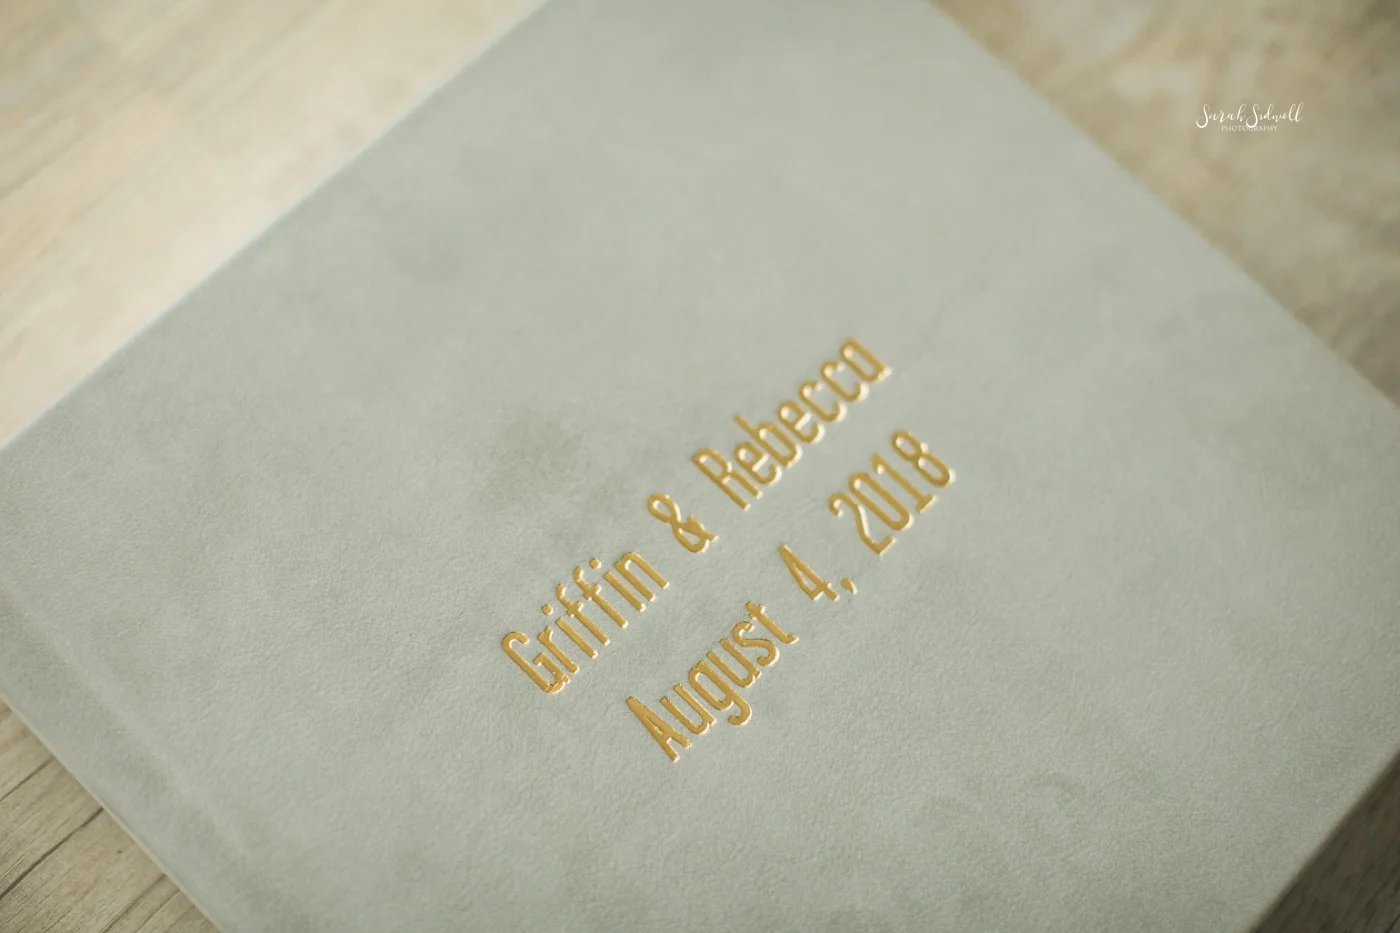 Sarah Sidwell
PHOTOGRAPHY
Griffin & Rebecca
August 4, 2018